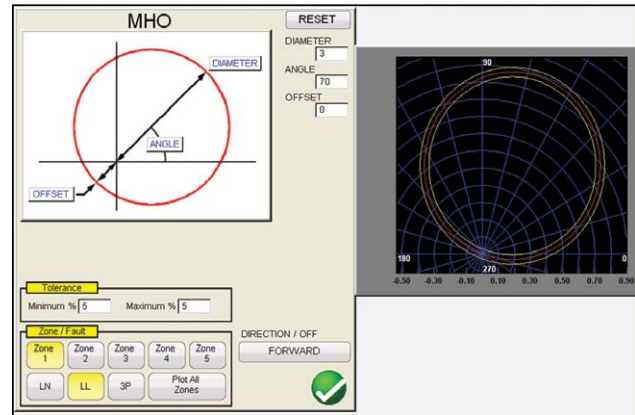 MHO
RESET
DIAMETER
3
ANGLE
70
OFFSET
0
DIAMETER
ANGLE
OFFSET
90
180
0
270
-0.50 -0.30 -0.10 0.10 0.30 0.50 0.70 0.90
Tolerance
Minimum % 5 Maximum % 5
Zone / Fault
Zone 1 Zone 2 Zone 3 Zone 4 Zone 5
LN LL 3P Plot All Zones
DIRECTION / OFF
FORWARD